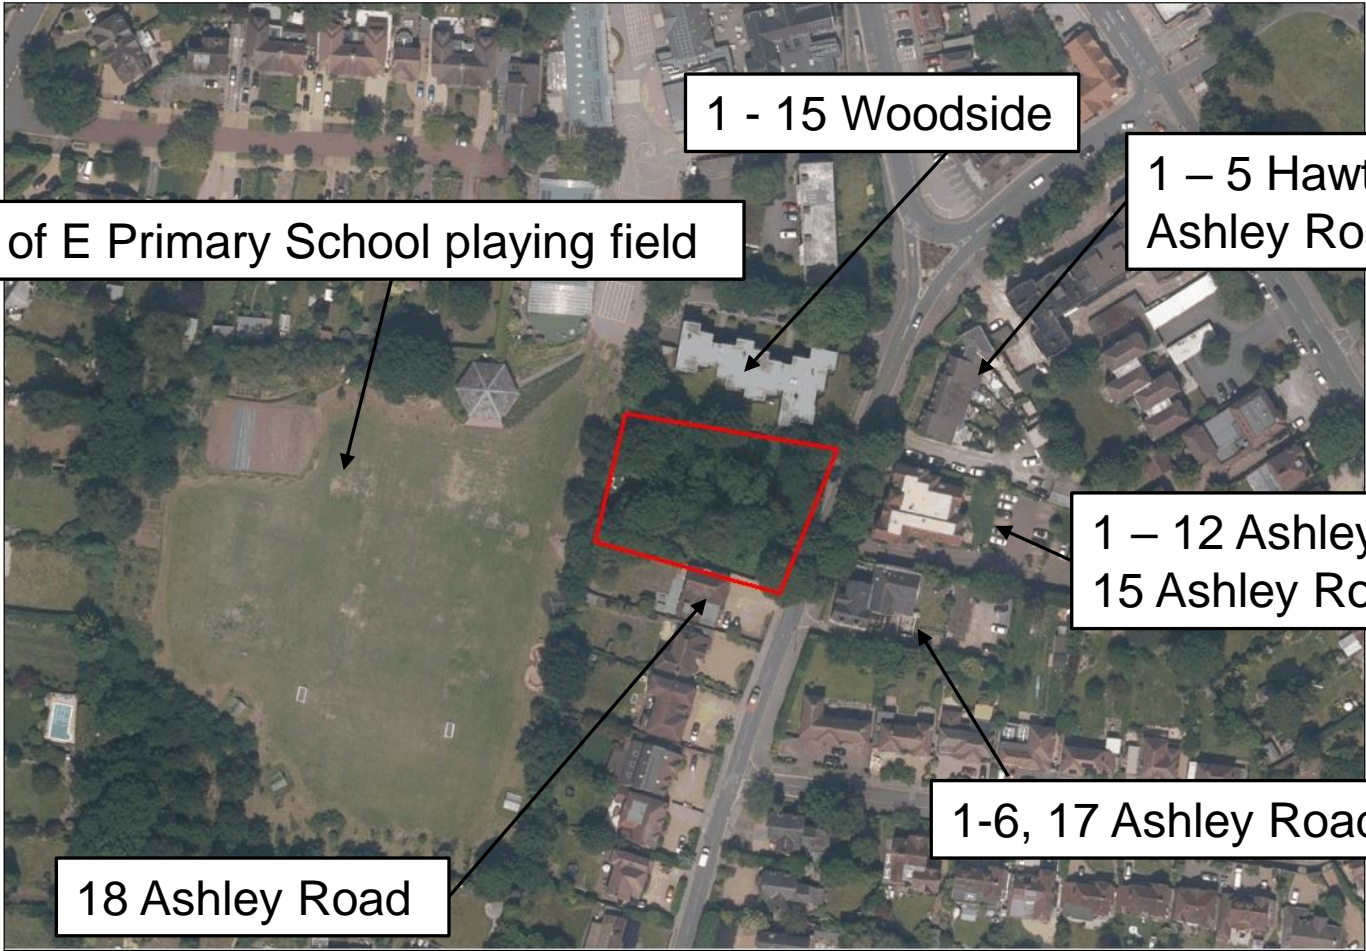 1 - 15 Woodside
1 – 5 Hawt
Ashley Ro
of E Primary School playing field
1 – 12 Ashley
15 Ashley Ro
1-6, 17 Ashley Road
18 Ashley Road